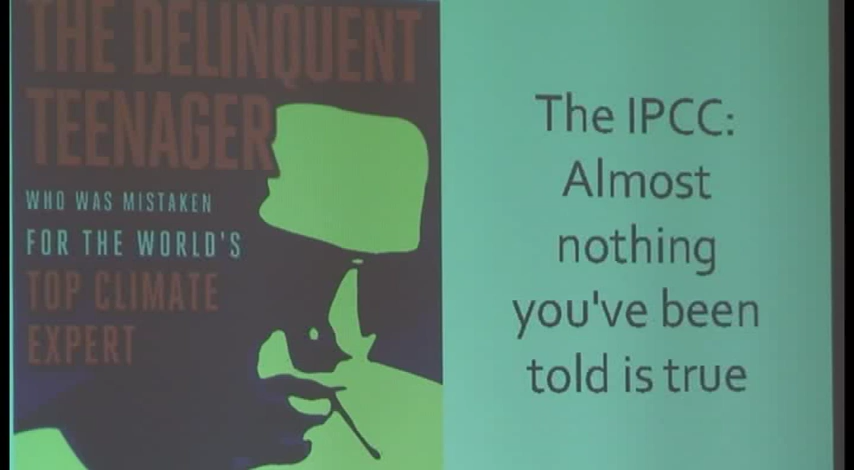 THE DELINQUENT
TEENAGER
WHO WAS MISTAKEN
FOR THE WORLD'S
TOP CLIMATE
EXPERT
The IPCC:
Almost
nothing
you've been
told is true